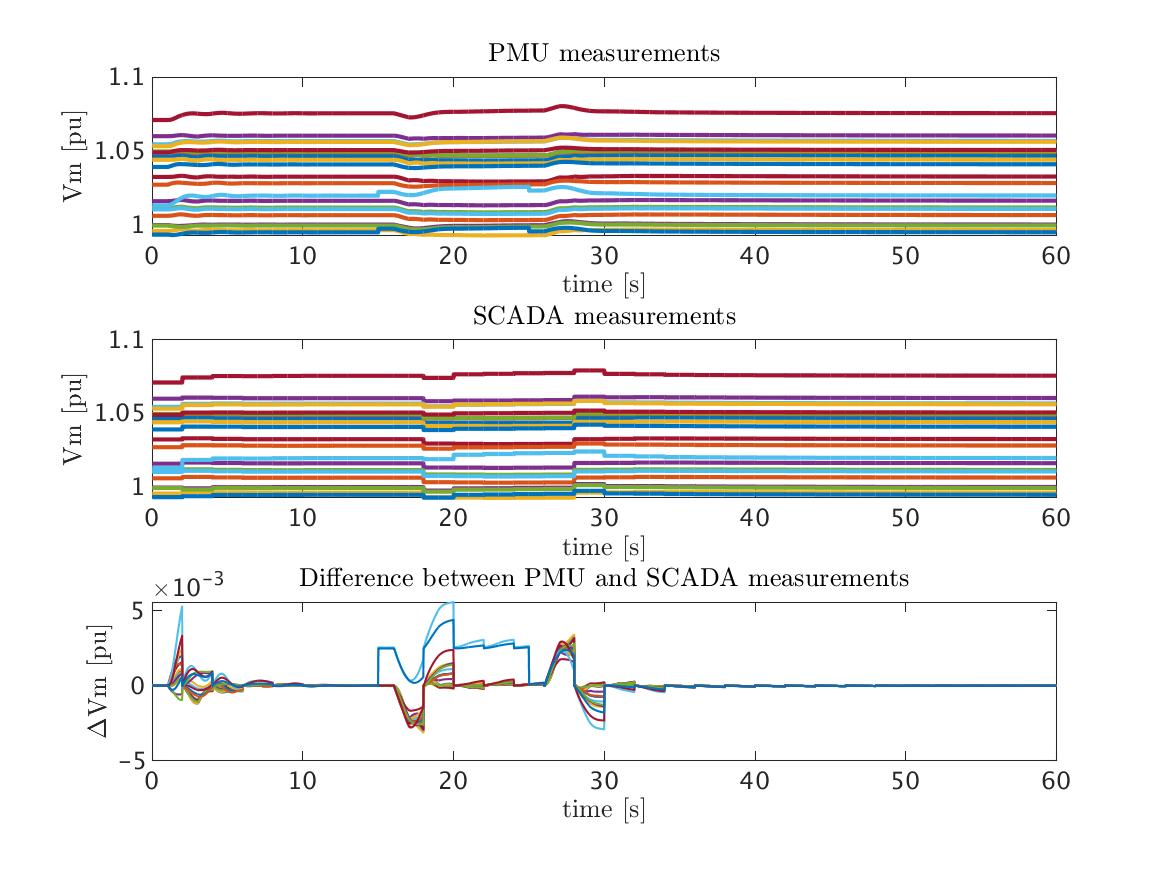 PMU measurements
1.1
1.05
1
Vm [pu]
0 10 20 30 40 50 60
time [s]
SCADA measurements
1.1
1.05
1
Vm [pu]
0 10 20 30 40 50 60
time [s]
Difference between PMU and SCADA measurements
×10⁻³
5
0
-5
ΔVm [pu]
0 10 20 30 40 50 60
time [s]